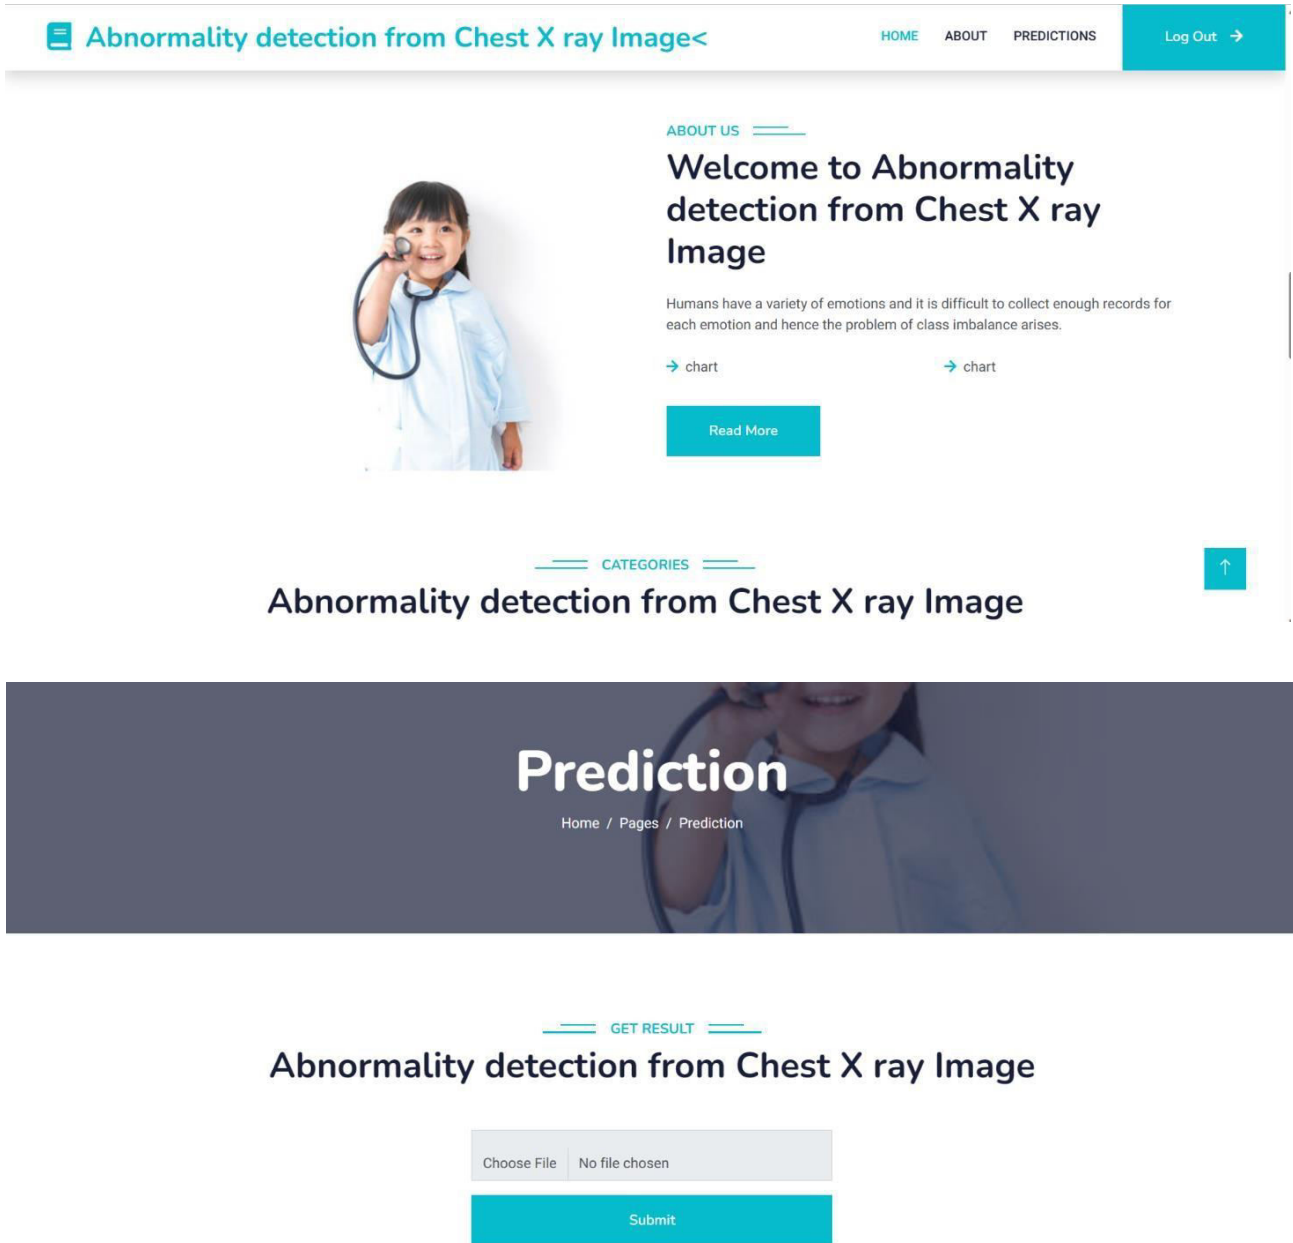 Abnormality detection from Chest X ray Image<
HOME ABOUT PREDICTIONS Log Out
ABOUT US
Welcome to Abnormality
detection from Chest X ray
Image
Humans have a variety of emotions and it is difficult to collect enough records for
each emotion and hence the problem of class imbalance arises.
chart chart
Read More
CATEGORIES
Abnormality detection from Chest X ray Image
Prediction
Home / Pages / Prediction
GET RESULT
Abnormality detection from Chest X ray Image
Choose File No file chosen
Submit